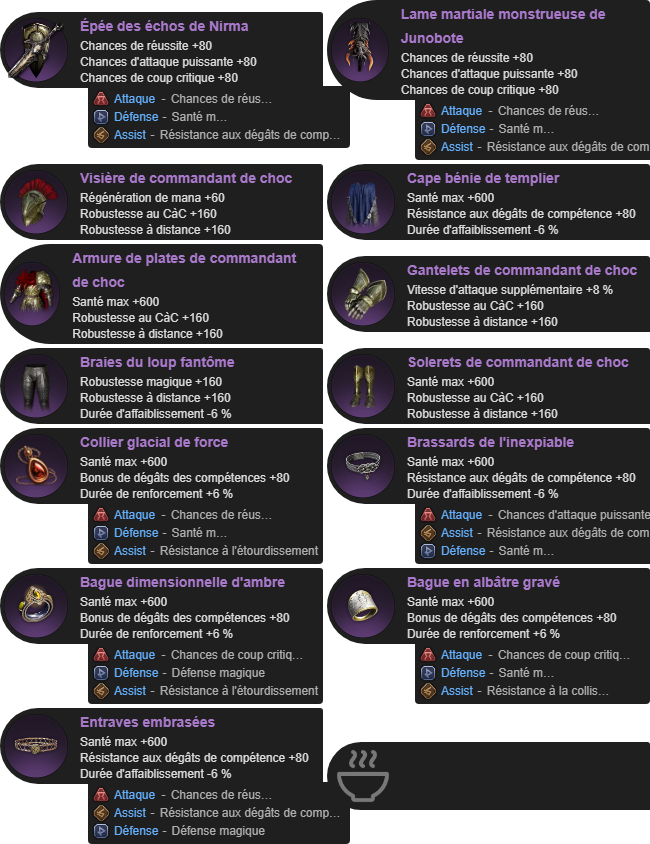 Épée des échos de Nirma
Chances de réussite +80
Chances d'attaque puissante +80
Chances de coup critique +80
Attaque - Chances de réus…
Défense - Santé m…
Assist - Résistance aux dégâts de comp…
Lame martiale monstrueuse de
Junobote
Chances de réussite +80
Chances d'attaque puissante +80
Chances de coup critique +80
Attaque - Chances de réus…
Défense - Santé m…
Assist - Résistance aux dégâts de com
Visière de commandant de choc
Régénération de mana +60
Robustesse au CàC +160
Robustesse à distance +160
Cape bénie de templier
Santé max +600
Résistance aux dégâts de compétence +80
Durée d'affaiblissement -6 %
Armure de plates de commandant
de choc
Santé max +600
Robustesse au CàC +160
Robustesse à distance +160
Gantelets de commandant de choc
Vitesse d'attaque supplémentaire +8 %
Robustesse au CàC +160
Robustesse à distance +160
Braies du loup fantôme
Robustesse magique +160
Robustesse à distance +160
Durée d'affaiblissement -6 %
Solerets de commandant de choc
Santé max +600
Robustesse au CàC +160
Robustesse à distance +160
Collier glacial de force
Santé max +600
Bonus de dégâts des compétences +80
Durée de renforcement +6 %
Attaque - Chances de réus…
Défense - Santé m…
Assist - Résistance à l'étourdissement
Brassards de l'inexpiable
Santé max +600
Résistance aux dégâts de compétence +80
Durée d'affaiblissement -6 %
Attaque - Chances d'attaque puissante
Assist - Résistance aux dégâts de com
Défense - Santé m…
Bague dimensionnelle d'ambre
Santé max +600
Bonus de dégâts des compétences +80
Durée de renforcement +6 %
Attaque - Chances de coup critiq…
Défense - Défense magique
Assist - Résistance à l'étourdissement
Bague en albâtre gravé
Santé max +600
Bonus de dégâts des compétences +80
Durée de renforcement +6 %
Attaque - Chances de coup critiq…
Défense - Santé m…
Assist - Résistance à la collis…
Entraves embrasées
Santé max +600
Résistance aux dégâts de compétence +80
Durée d'affaiblissement -6 %
Attaque - Chances de réus…
Assist - Résistance aux dégâts de comp…
Défense - Défense magique